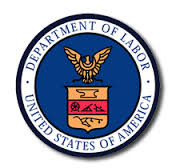 DEPARTMENT OF LABOR
UNITED STATES OF AMERICA